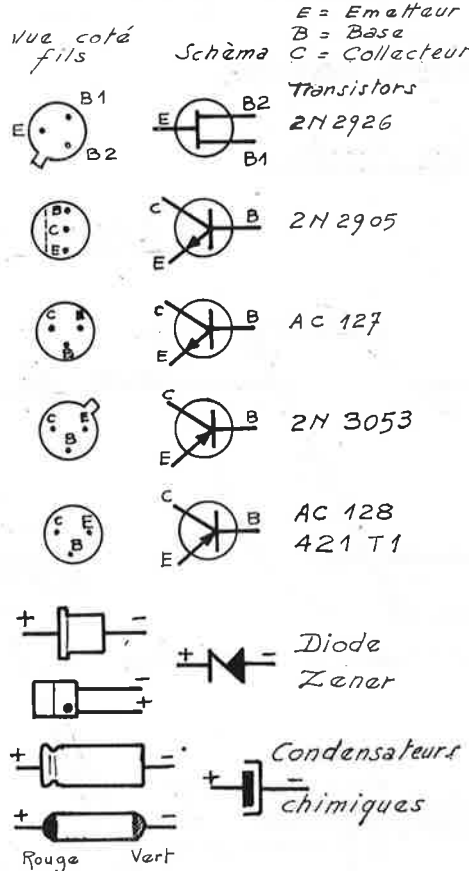 E = Emetteur
Vue coté fils
Schèma
B = Base
C = Collecteur
Transistors
E B1 B2
E B2 B1
2N 2926
B C E
C B E
2N 2905
C B
C B E
AC 127
C E B
C B E
2N 3053
C E B
C B E
AC 128
421 T1
+ -
- +
+ -
Diode
Zener
+ -
+ -
Condensateurs
chimiques
+ -
Rouge Vert